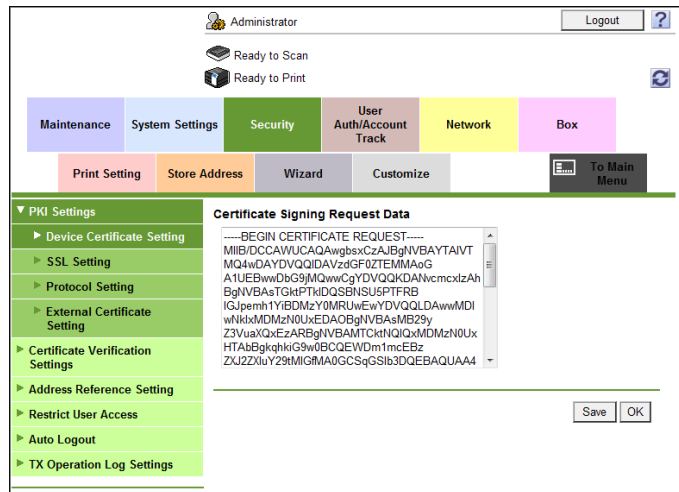 Administrator
Logout
?
Ready to Scan
Ready to Print
Maintenance
System Settings
Security
User
Auth/Account
Track
Network
Box
Print Setting
Store Address
Wizard
Customize
To Main
Menu
PKI Settings
Device Certificate Setting
SSL Setting
Protocol Setting
External Certificate
Setting
Certificate Verification
Settings
Address Reference Setting
Restrict User Access
Auto Logout
TX Operation Log Settings
Certificate Signing Request Data
-----BEGIN CERTIFICATE REQUEST-----
MIIB/DCCAWUCAQAwgbsxCzAJBgNVBAYTAlVT
MQ4wDAYDVQQIDAVzdGF0ZTEMMAoG
A1UEBwwDbG9jMQwwCgYDVQQKDANvcmcxIzAh
BgNVBAsTGktPTklDQSBNSU5PTFRB
IGJpemh1YiBDMzY0MRUwEwYDVQQLDAwwMDI
wNklxMDMzN0UxEDAOBgNVBAsMB29y
Z3VuaXQxEzARBgNVBAMTCktNQlQxMDMzN0Ux
HTAbBgkqhkiG9w0BCQEWDm1mcEBz
ZXJ2ZXIuY29tMIGfMA0GCSqGSIb3DQEBAQUAA4
Save
OK